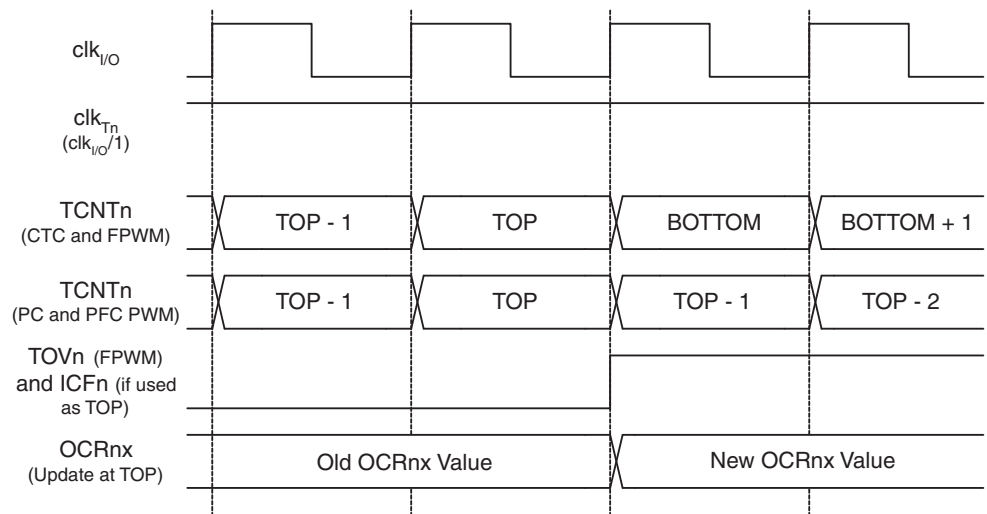 clkI/O
clkTn
(clkI/O/1)
TCNTn
(CTC and FPWM)
TOP - 1
TOP
BOTTOM
BOTTOM + 1
TCNTn
(PC and PFC PWM)
TOP - 1
TOP
TOP - 1
TOP - 2
TOVn (FPWM)
and ICFn (if used
as TOP)
OCRnx
(Update at TOP)
Old OCRnx Value
New OCRnx Value